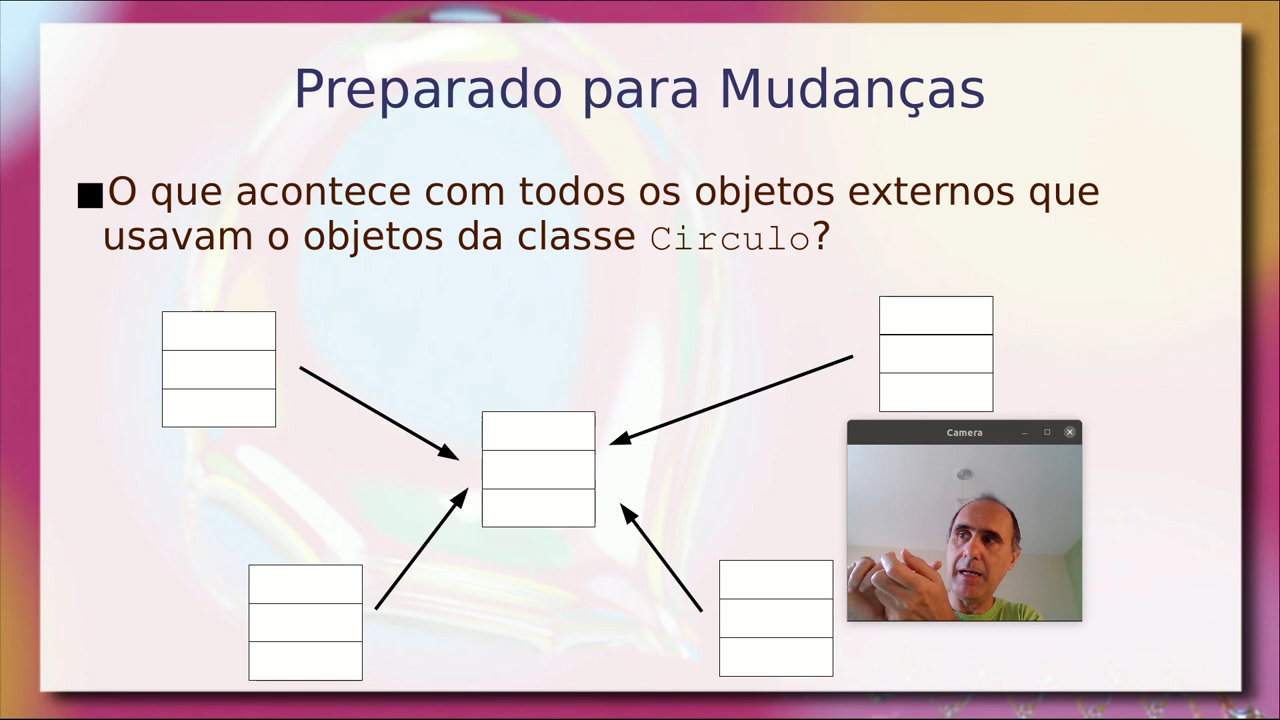 Preparado para Mudanças
O que acontece com todos os objetos externos que
usavam o objetos da classe Circulo?
Camera